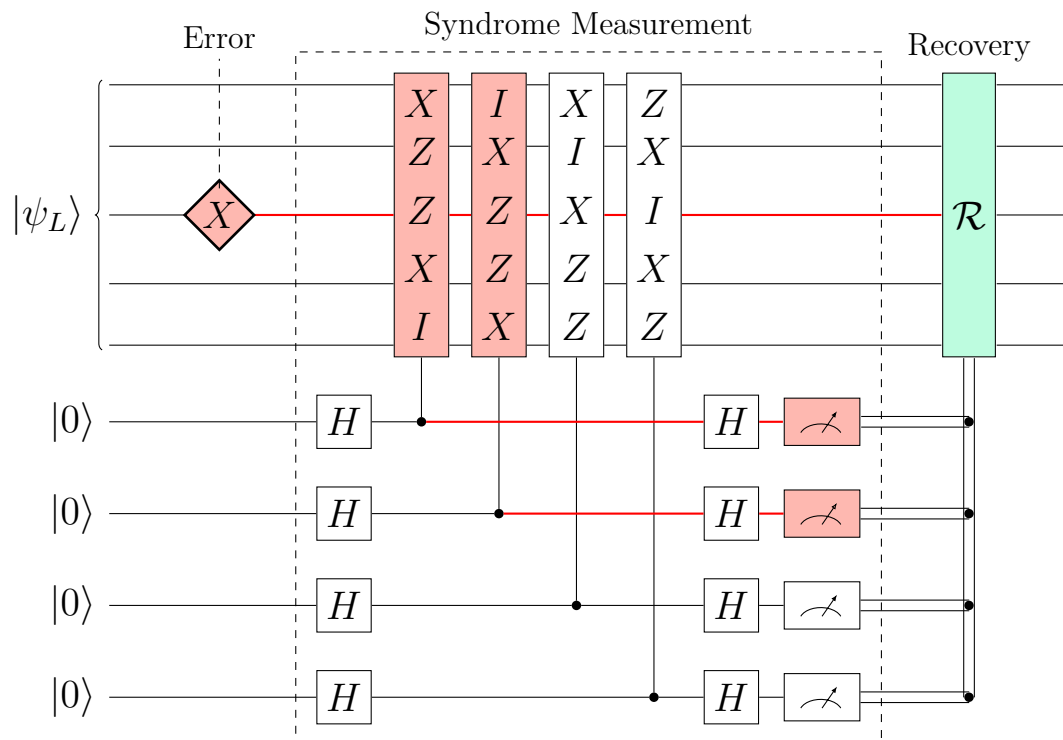 Syndrome Measurement
Error
Recovery
X I X Z
Z X I X
|ψ_L⟩ X Z Z X I R
X Z Z X
I X Z Z
|0⟩ H H
|0⟩ H H
|0⟩ H H
|0⟩ H H